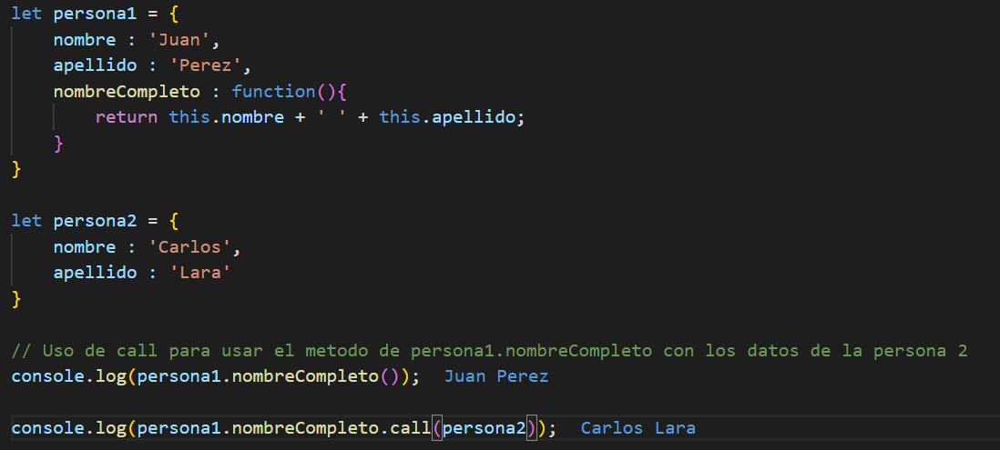 let persona1 = {
    nombre : 'Juan',
    apellido : 'Perez',
    nombreCompleto : function(){
        return this.nombre + ' ' + this.apellido;
    }
}

let persona2 = {
    nombre : 'Carlos',
    apellido : 'Lara'
}

// Uso de call para usar el metodo de persona1.nombreCompleto con los datos de la persona 2
console.log(persona1.nombreCompleto());  Juan Perez

console.log(persona1.nombreCompleto.call(persona2));  Carlos Lara